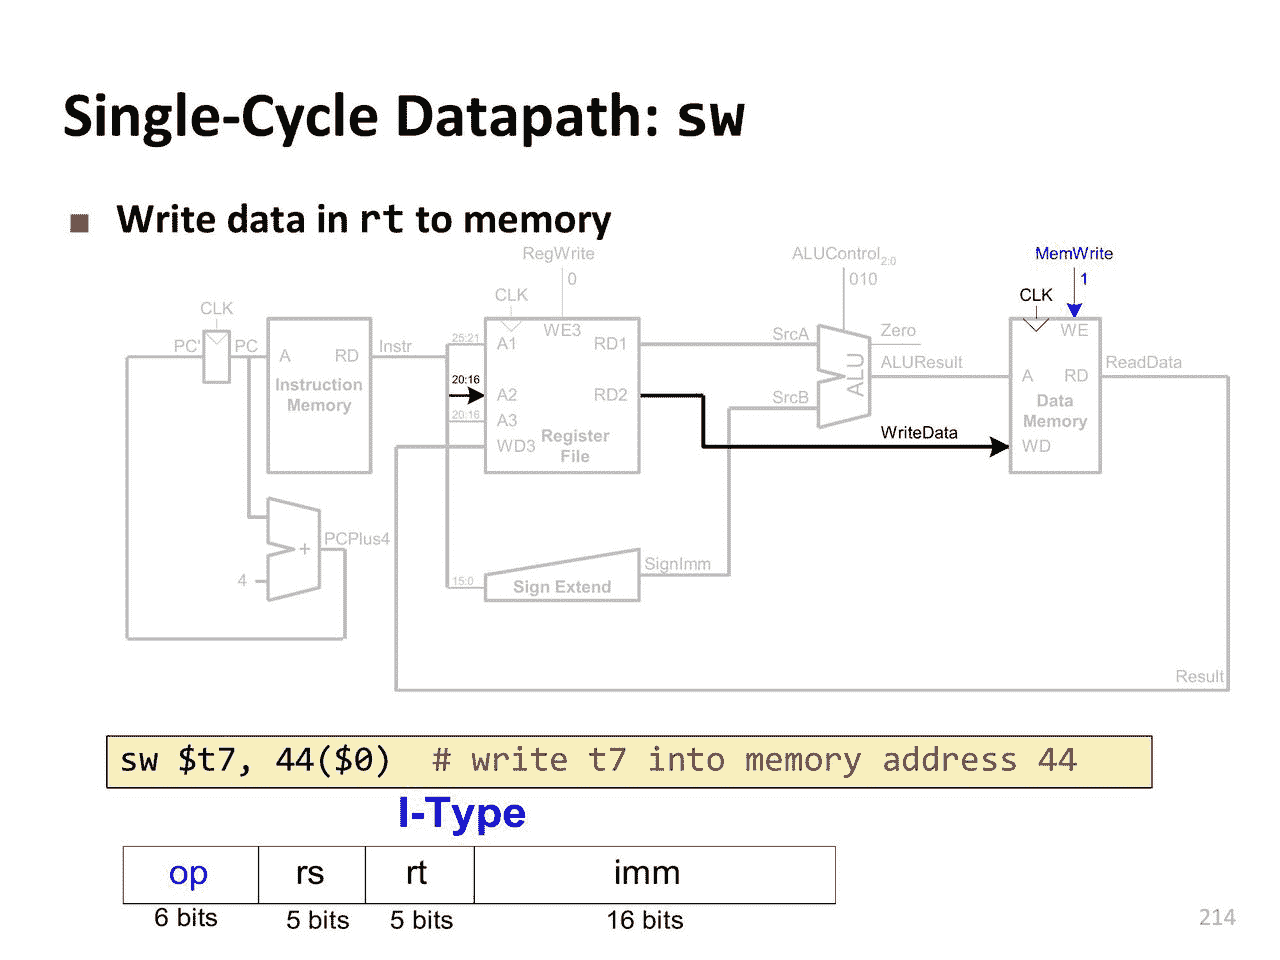 Single-Cycle Datapath: sw
■ Write data in rt to memory
RegWrite
ALUControl2:0
MemWrite
0
010
1
CLK
CLK
CLK
WE3
WE
Zero
PC'
PC
A
RD
Instr
25:21
A1
RD1
SrcA
ALU
ALUResult
A
RD
ReadData
Instruction
Memory
20:16
A2
RD2
SrcB
Data
Memory
20:16
A3
Register
File
WriteData
WD3
WD
PCPlus4
+
4
SignImm
15:0
Sign Extend
Result
sw $t7, 44($0) # write t7 into memory address 44
I-Type
op rs rt imm
6 bits 5 bits 5 bits 16 bits
214